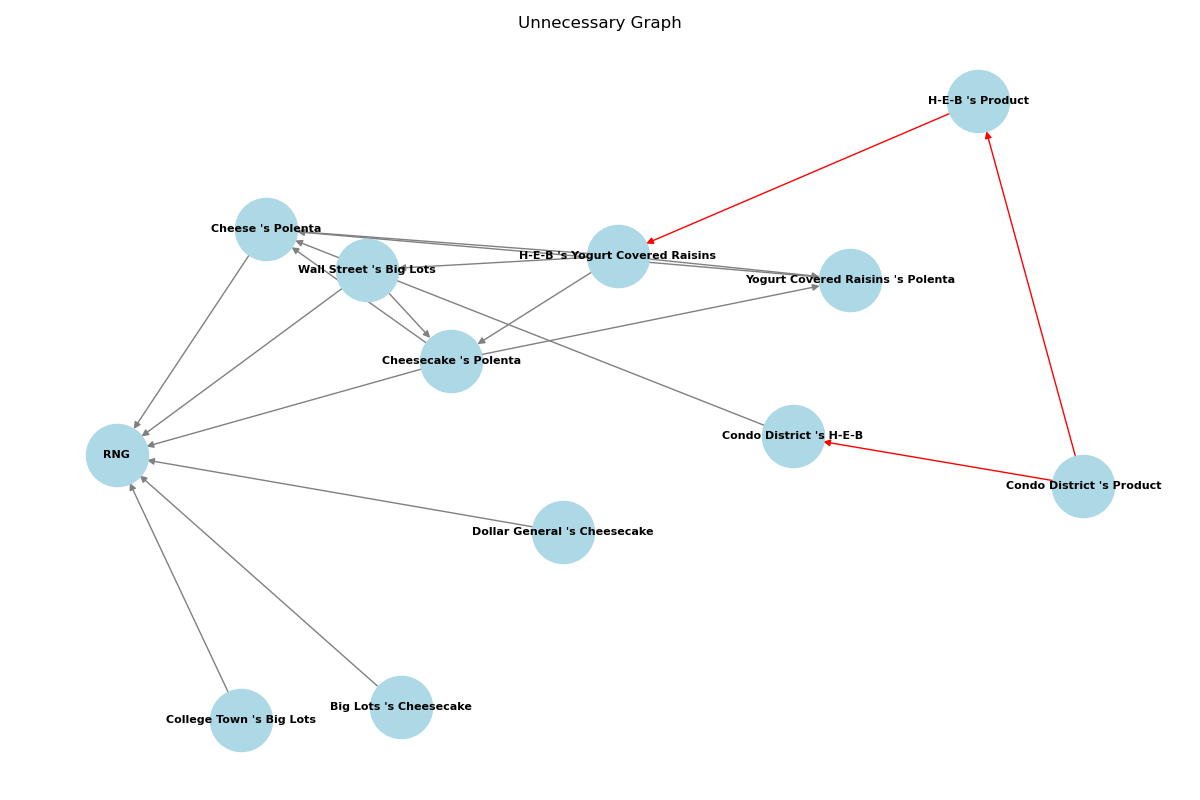 Unnecessary Graph
H-E-B 's Product
Cheese 's Polenta
H-E-B 's Yogurt Covered Raisins
Wall Street 's Big Lots
Yogurt Covered Raisins 's Polenta
Cheesecake 's Polenta
Condo District 's H-E-B
RNG
Condo District 's Product
Dollar General 's Cheesecake
Big Lots 's Cheesecake
College Town 's Big Lots